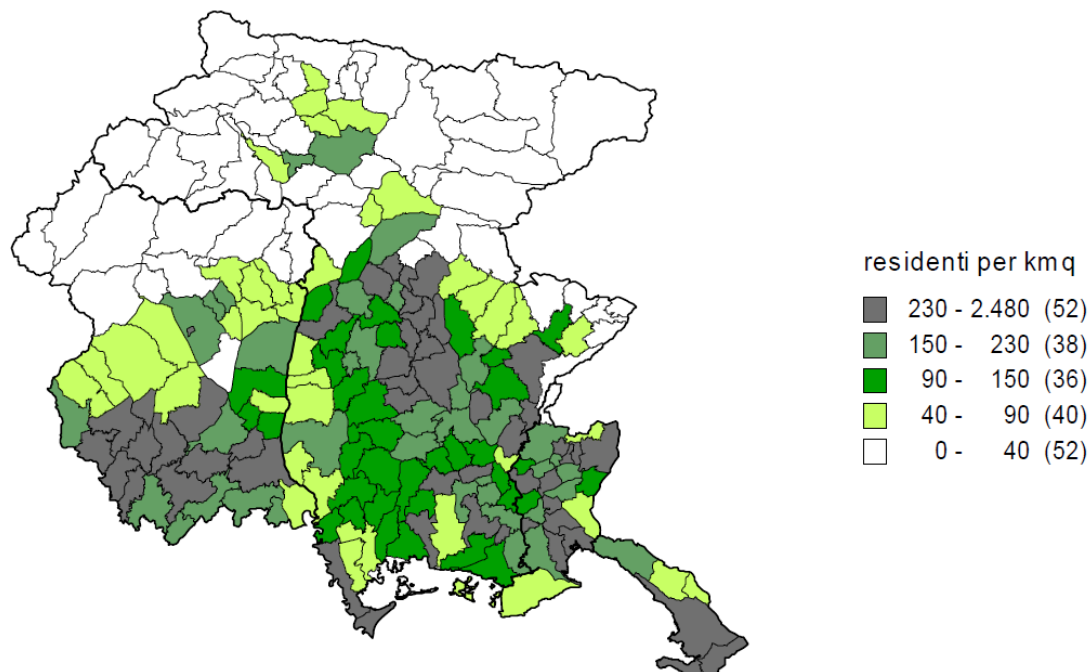 residenti per kmq
230 - 2.480 (52)
150 - 230 (38)
90 - 150 (36)
40 - 90 (40)
0 - 40 (52)